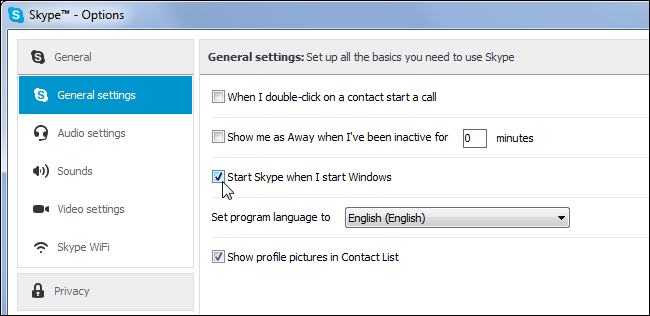 Skype™ - Options
General
General settings
Audio settings
Sounds
Video settings
Skype WiFi
Privacy
General settings: Set up all the basics you need to use Skype
When I double-click on a contact start a call
Show me as Away when I've been inactive for 0 minutes
Start Skype when I start Windows
Set program language to English (English)
Show profile pictures in Contact List